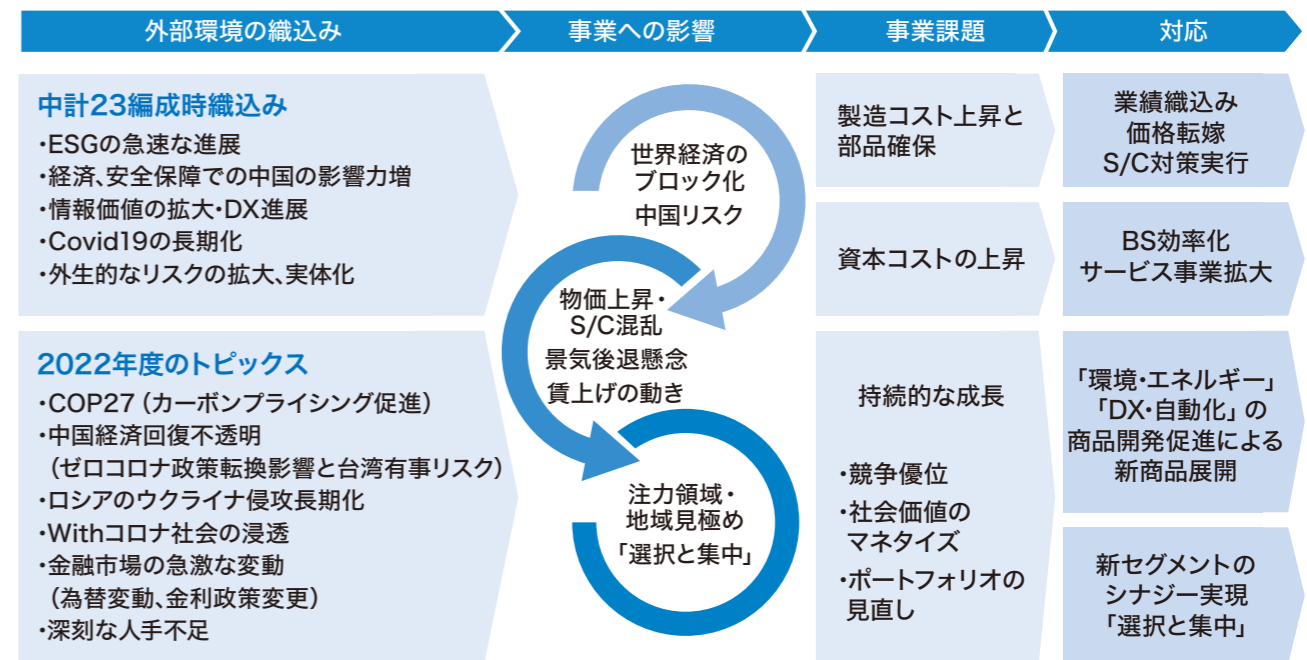 外部環境の織込み
事業への影響
事業課題
対応
中計23編成時織込み
・ESGの急速な進展
・経済、安全保障での中国の影響力増
・情報価値の拡大・DX進展
・Covid19の長期化
・外生的なリスクの拡大、実体化
2022年度のトピックス
・COP27（カーボンプライシング促進）
・中国経済回復不透明
（ゼロコロナ政策転換影響と台湾有事リスク）
・ロシアのウクライナ侵攻長期化
・Withコロナ社会の浸透
・金融市場の急激な変動
（為替変動、金利政策変更）
・深刻な人手不足
世界経済の
ブロック化
中国リスク
物価上昇・
S/C混乱
景気後退懸念
賃上げの動き
注力領域・
地域見極め
「選択と集中」
製造コスト上昇と
部品確保
資本コストの上昇
持続的な成長
・競争優位
・社会価値の
マネタイズ
・ポートフォリオの
見直し
業績織込み
価格転嫁
S/C対策実行
BS効率化
サービス事業拡大
「環境・エネルギー」
「DX・自動化」の
商品開発促進による
新商品展開
新セグメントの
シナジー実現
「選択と集中」